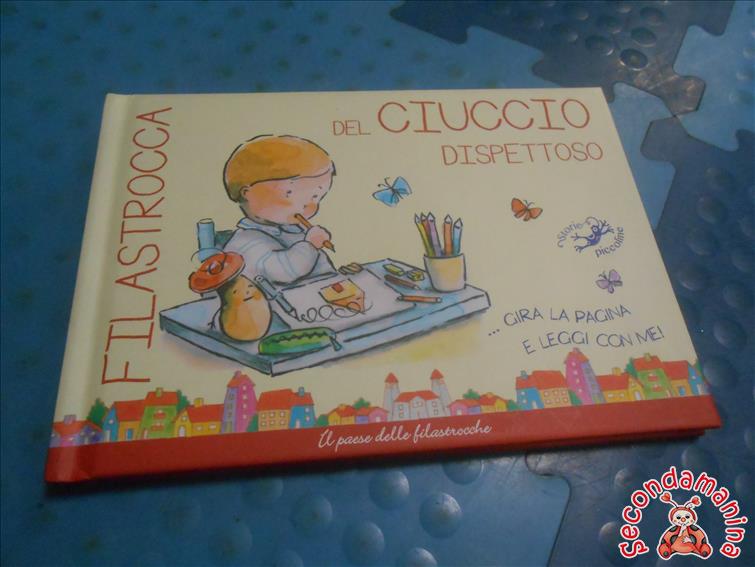 FILASTROCCA
DEL CIUCCIO
DISPETTOSO
Storie
piccoline
... GIRA LA PAGINA
E LEGGI CON ME!
Il paese delle filastrocche
secondamanina